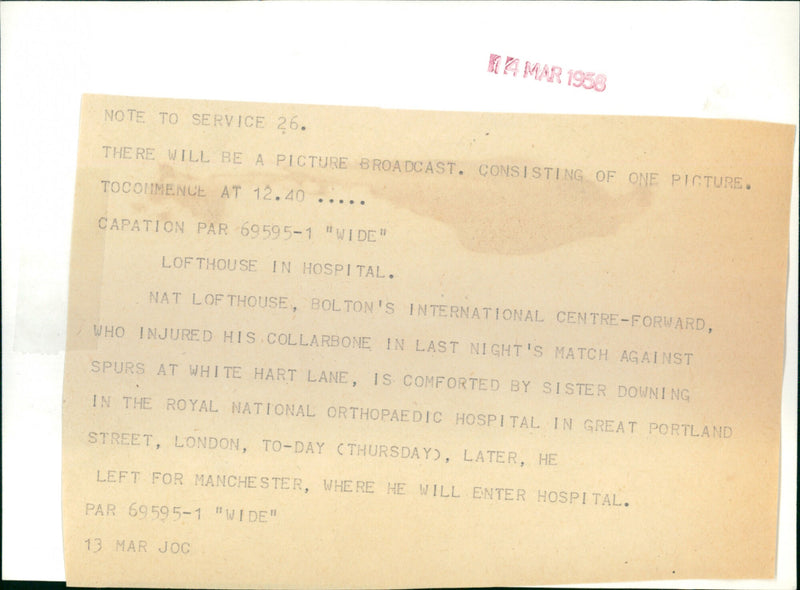 14 MAR 1958
NOTE TO SERVICE 26.
THERE WILL BE A PICTURE BROADCAST. CONSISTING OF ONE PICTURE.
TOCOMMENCE AT 12.40 .....
CAPATION PAR 69595-1 "WIDE"
LOFTHOUSE IN HOSPITAL.
NAT LOFTHOUSE, BOLTON'S INTERNATIONAL CENTRE-FORWARD,
WHO INJURED HIS COLLARBONE IN LAST NIGHT'S MATCH AGAINST
SPURS AT WHITE HART LANE, IS COMFORTED BY SISTER DOWNING
IN THE ROYAL NATIONAL ORTHOPAEDIC HOSPITAL IN GREAT PORTLAND
STREET, LONDON, TO-DAY (THURSDAY), LATER, HE
LEFT FOR MANCHESTER, WHERE HE WILL ENTER HOSPITAL.
PAR 69595-1 "WIDE"
13 MAR JOC